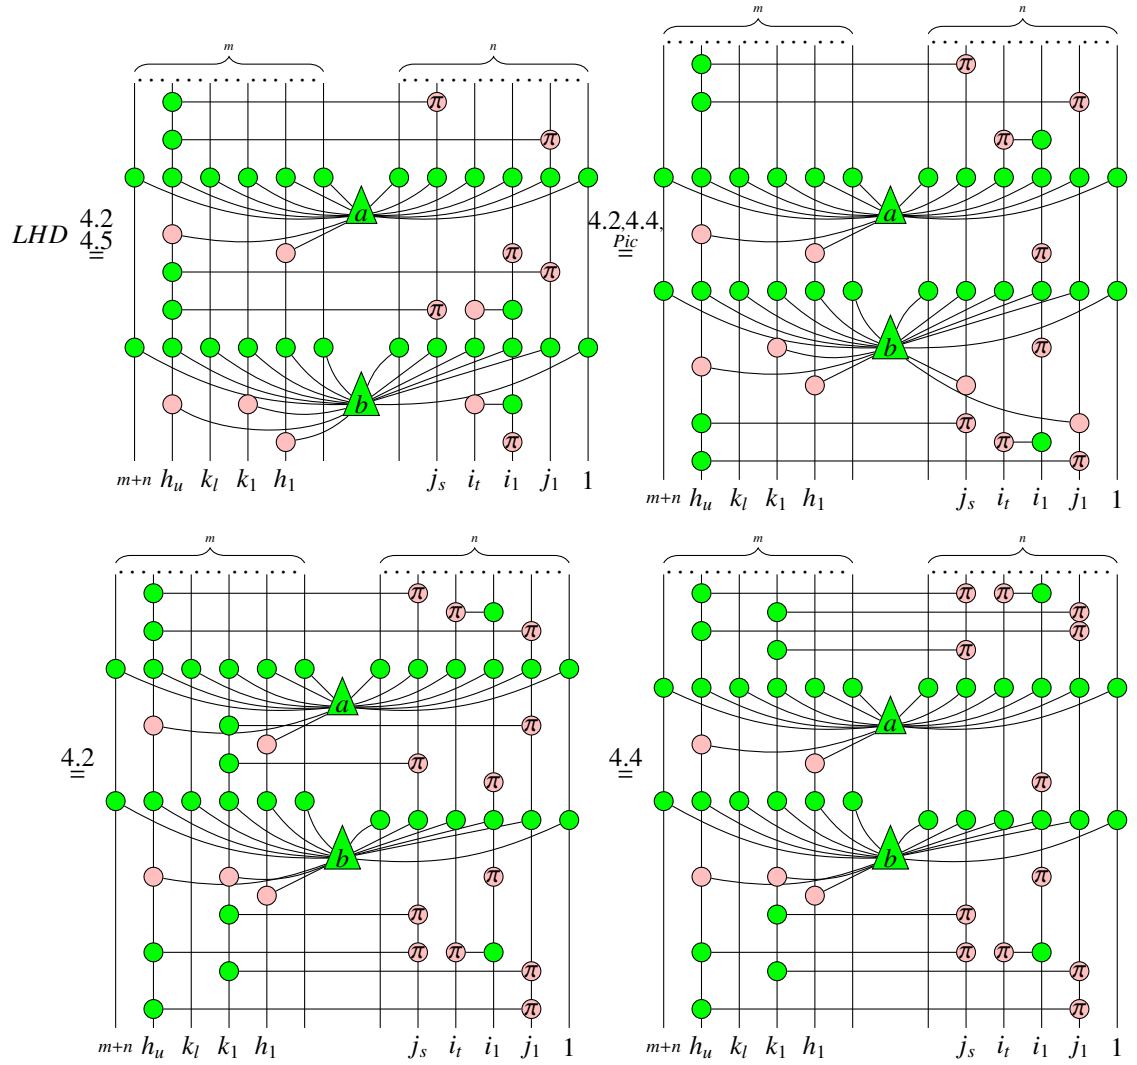 m n
m n
π
π
π
π
π
a
a
LHD 4.2 4.5 =
4.2,4.4, Pic =
π
π
π
π
b
b
π
π
π
π
π
m+n h_u k_l k_1 h_1 j_s i_t i_1 j_1 1
m+n h_u k_l k_1 h_1 j_s i_t i_1 j_1 1
m n
m n
π π π
π π
π π
π
a
a
π
4.2 =
4.4 =
π
π
π
b
b
π
π
π
π
π π
π π
π
π
π
π
m+n h_u k_l k_1 h_1 j_s i_t i_1 j_1 1
m+n h_u k_l k_1 h_1 j_s i_t i_1 j_1 1